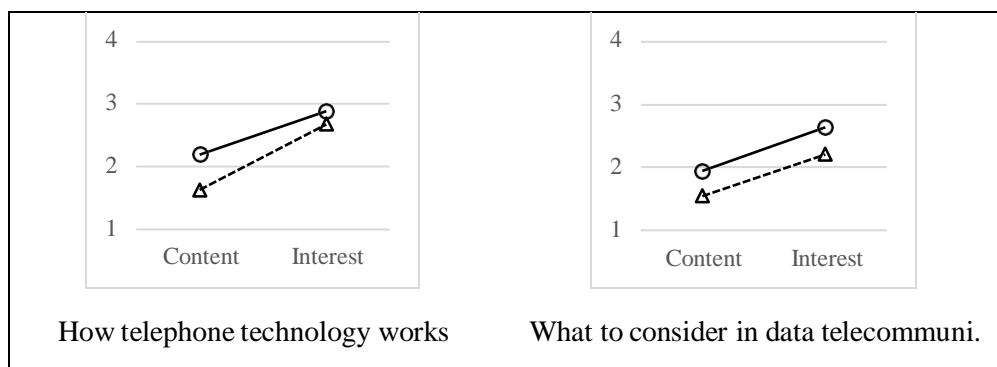 4
3
2
1
Content Interest
How telephone technology works
4
3
2
1
Content Interest
What to consider in data telecommuni.